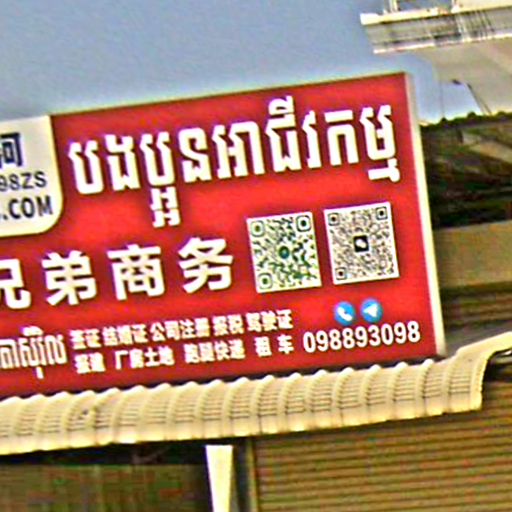 បងប្អូនអាជីវកម្ម
98ZS
.COM
兄弟商务
签证 结婚证 公司注册 报税 驾驶证
报建 厂房土地 跑腿快递 租车
098893098